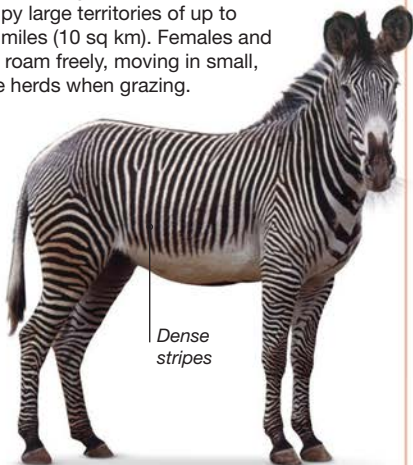 py large territories of up to
miles (10 sq km). Females and
roam freely, moving in small,
e herds when grazing.
Dense
stripes